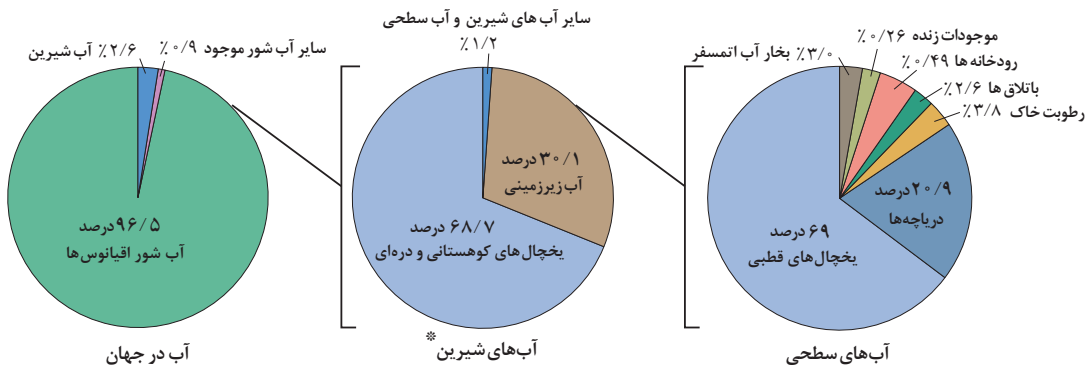 موجودات زنده ٪۰/۲۶
رودخانه‌ها ٪۰/۴۹
باتلاق‌ها ٪۲/۶
رطوبت خاک ٪۳/۸
بخار آب اتمسفر ٪۳/۰
۲۰/۹ درصد
دریاچه‌ها
۶۹ درصد
یخچال‌های قطبی
آب‌های سطحی
سایر آب‌های شیرین و آب سطحی
٪۱/۲
۳۰/۱ درصد
آب زیرزمینی
۶۸/۷ درصد
یخچال‌های کوهستانی و دره‌ای
آب‌های شیرین*
سایر آب شور موجود ٪۰/۹
٪۲/۶ آب شیرین
۹۶/۵ درصد
آب شور اقیانوس‌ها
آب در جهان